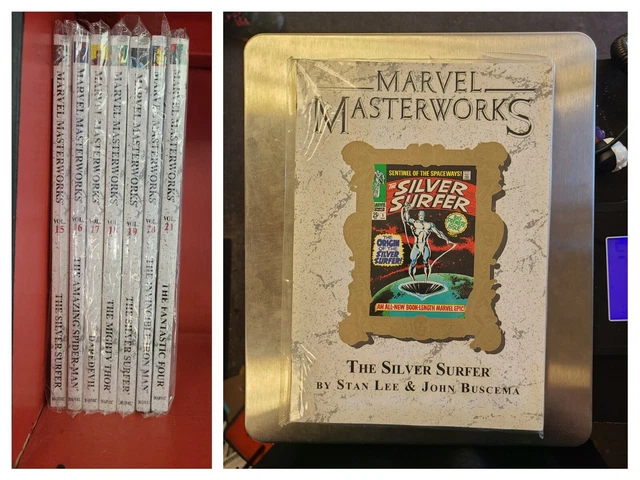 MARVEL MASTERWORKS VOL. 15 THE SILVER SURFER
MARVEL MASTERWORKS VOL. 16 THE AMAZING SPIDER-MAN
MARVEL MASTERWORKS VOL. 17 DAREDEVIL
MARVEL MASTERWORKS VOL. 18 THE MIGHTY THOR
MARVEL MASTERWORKS VOL. 19 THE SILVER SURFER
MARVEL MASTERWORKS VOL. 20 THE INVINCIBLE IRON MAN
MARVEL MASTERWORKS VOL. 21 THE FANTASTIC FOUR
MARVEL
MASTERWORKS
SENTINEL OF THE SPACEWAYS!
THE SILVER
SURFER
THE
ORIGIN
OF THE
SILVER
SURFER!
AN ALL-NEW BOOK-LENGTH MARVEL EPIC!
THE SILVER SURFER
BY STAN LEE & JOHN BUSCEMA